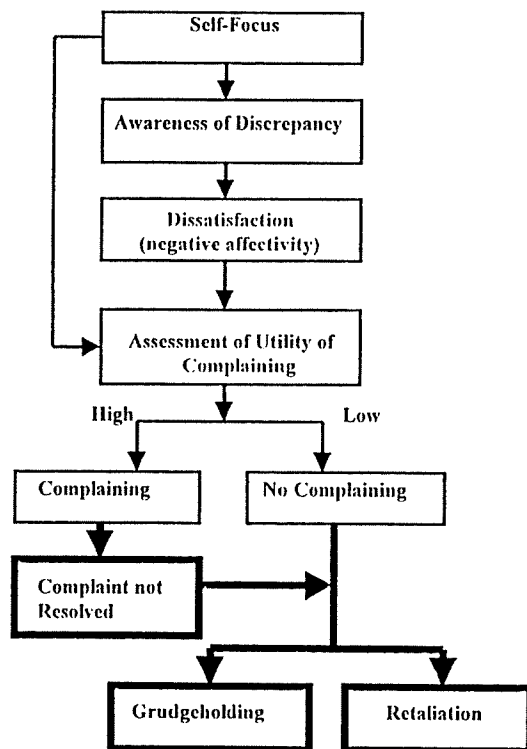 Self-Focus
Awareness of Discrepancy
Dissatisfaction
(negative affectivity)
Assessment of Utility of
Complaining
High
Low
Complaining
No Complaining
Complaint not
Resolved
Grudgeholding
Retaliation